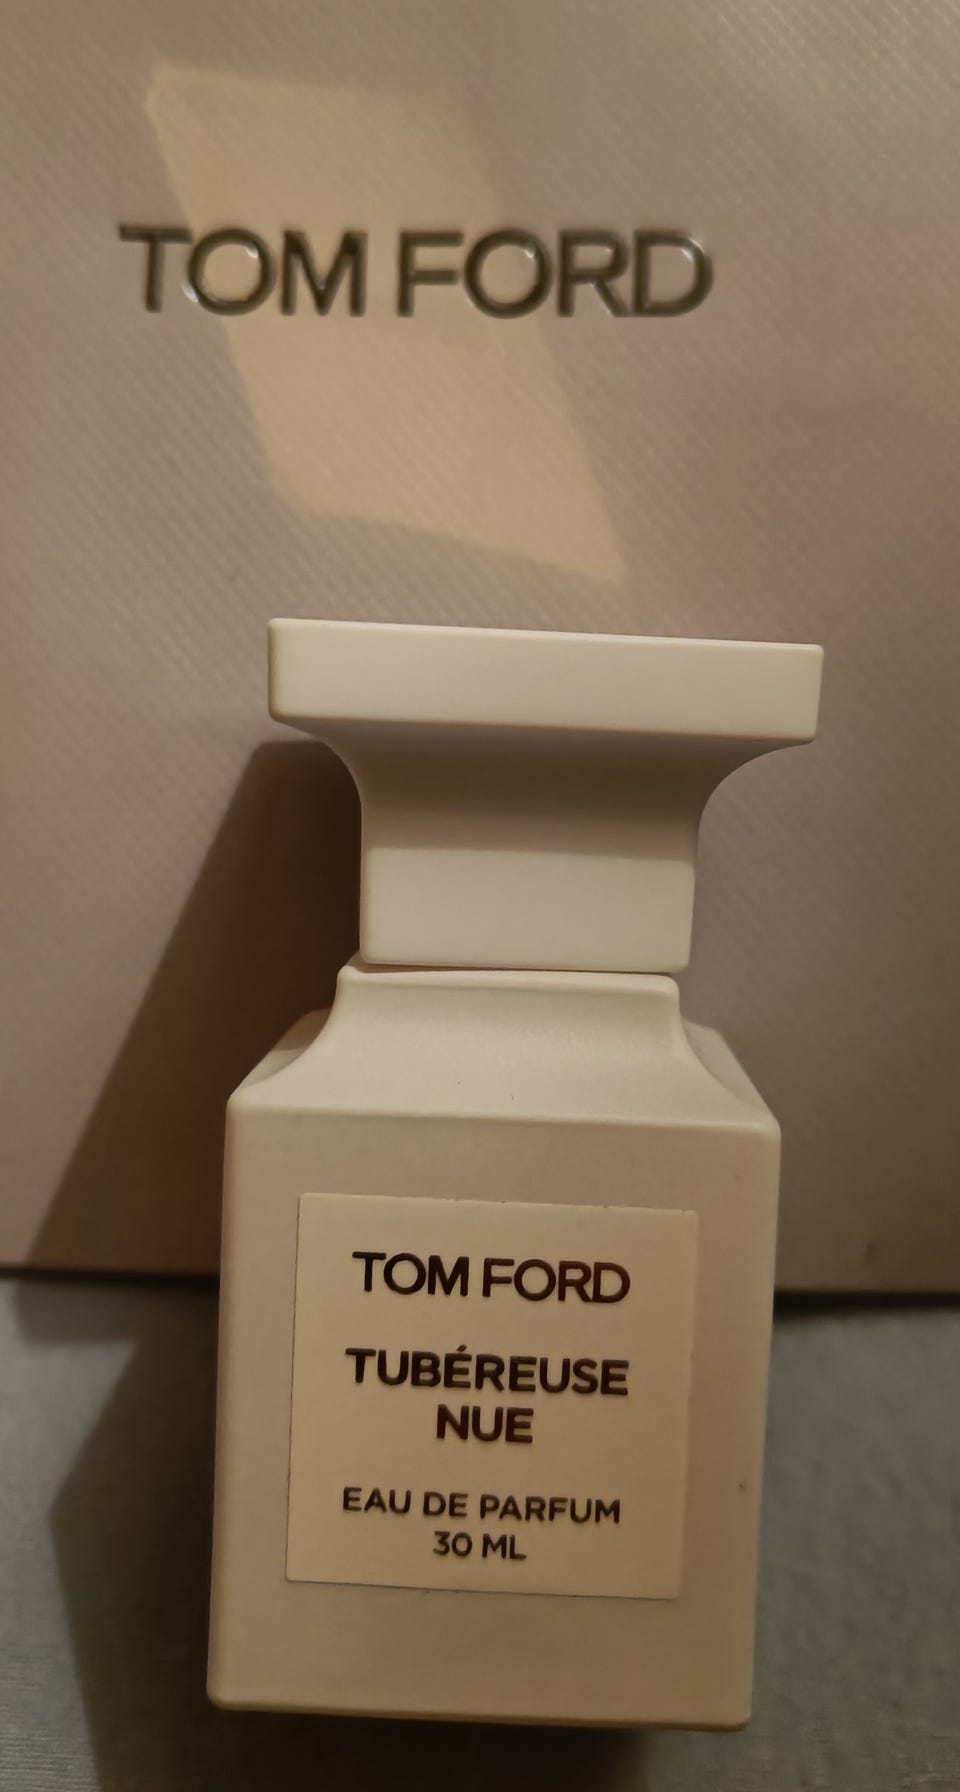 TOM FORD
TOM FORD
TUBÉREUSE
NUE
EAU DE PARFUM
30 ML